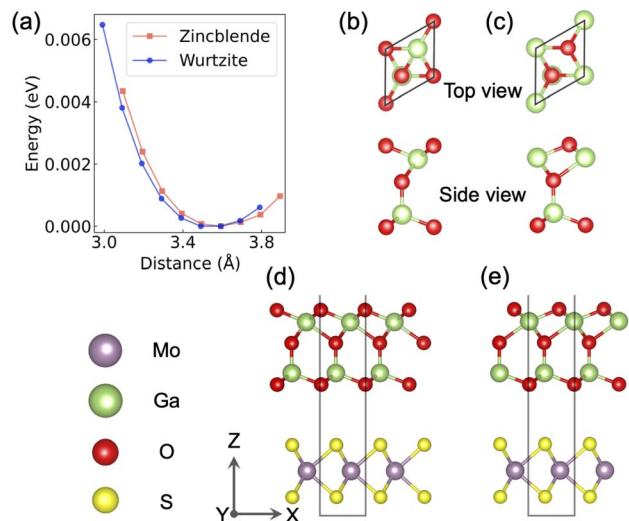 (a)
0.006
0.004
0.002
0.000
Energy (eV)
Zincblende
Wurtzite
3.0 3.4 3.8
Distance (Å)
(b) (c)
Top view
Side view
(d) (e)
Mo
Ga
O
S
Z
Y X